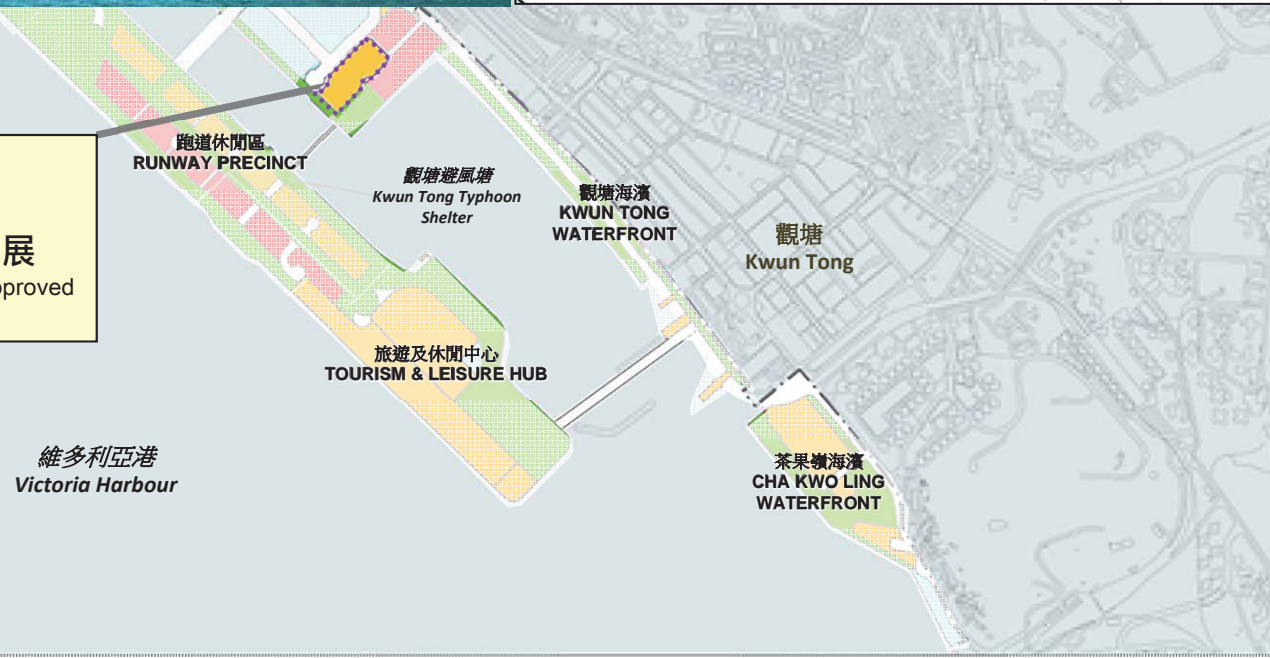 跑道休閒區
RUNWAY PRECINCT
觀塘避風塘
Kwun Tong Typhoon
Shelter
觀塘海濱
KWUN TONG
WATERFRONT
觀塘
Kwun Tong
展
旅遊及休閒中心
TOURISM & LEISURE HUB
維多利亞港
Victoria Harbour
茶果嶺海濱
CHA KWO LING
WATERFRONT